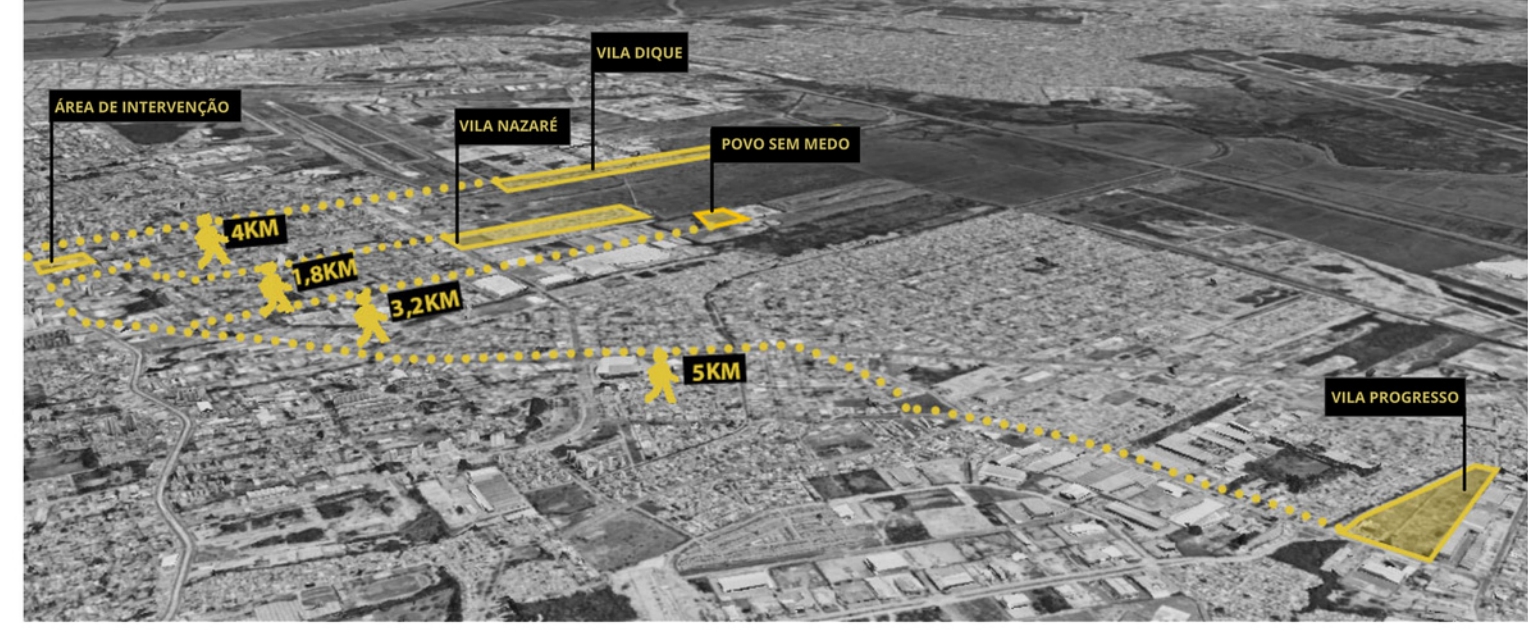 VILA DIQUE
ÁREA DE INTERVENÇÃO
VILA NAZARÉ
POVO SEM MEDO
4KM
1,8KM
3,2KM
5KM
VILA PROGRESSO